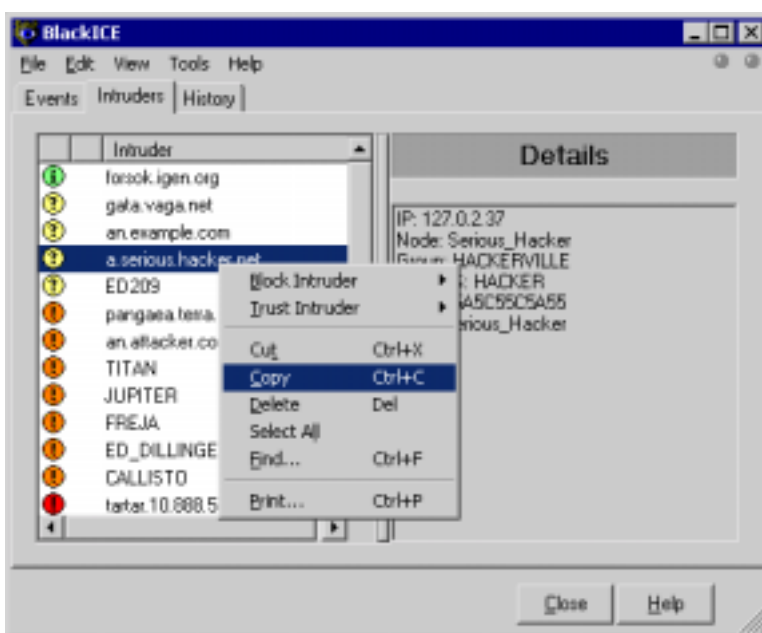 BlackICE
File Edit View Tools Help
Events Intruders History
Intruder
forsok.igen.org
gata.vaga.net
an.example.com
a.serious.hacker.net
ED209
pangaea.terra.
an.attacker.co
TITAN
JUPITER
FREJA
ED_DILLINGE
CALLISTO
tartar.10.888.5
Block Intruder
Trust Intruder
Cut Ctrl+X
Copy Ctrl+C
Delete Del
Select All
Find... Ctrl+F
Print... Ctrl+P
Details
IP: 127.0.2.37
Node: Serious_Hacker
Group: HACKERVILLE
: HACKER
A5C55C5A55
erious_Hacker
Close Help